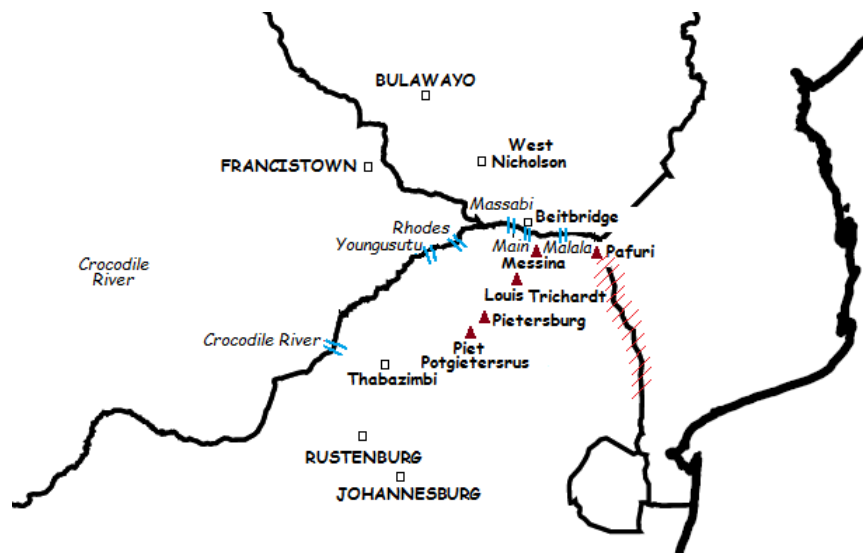 BULAWAYO
West
Nicholson
FRANCISTOWN
Massabi
Beitbridge
Rhodes
Youngusutu
Main
Malala
Pafuri
Messina
Crocodile
River
Louis Trichardt
Pietersburg
Crocodile River
Piet
Potgietersrus
Thabazimbi
RUSTENBURG
JOHANNESBURG